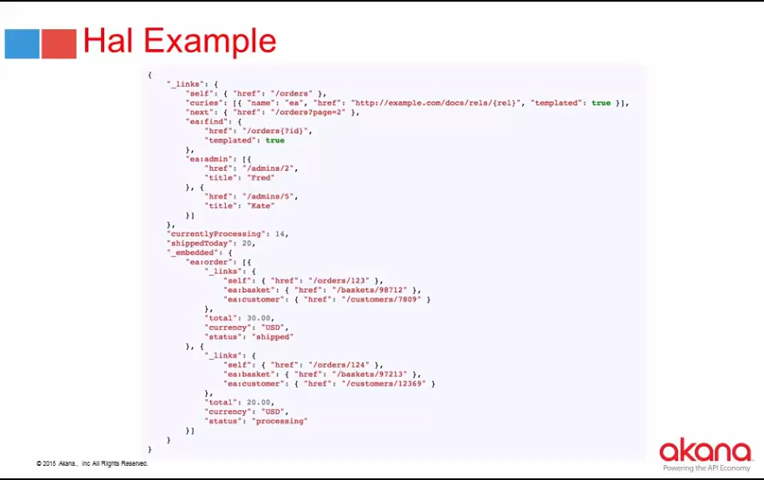 Hal Example
{
"_links": {
"self": { "href": "/orders" },
"curies": [{ "name": "ea", "href": "http://example.com/docs/rels/{rel}", "templated": true }],
"next": { "href": "/orders?page=2" },
"ea:find": {
"href": "/orders{?id}",
"templated": true
},
"ea:admin": [{
"href": "/admins/2",
"title": "Fred"
}, {
"href": "/admins/5",
"title": "Kate"
}]
},
"currentlyProcessing": 14,
"shippedToday": 20,
"_embedded": {
"ea:order": [{
"_links": {
"self": { "href": "/orders/123" },
"ea:basket": { "href": "/baskets/98712" },
"ea:customer": { "href": "/customers/7809" }
},
"total": 30.00,
"currency": "USD",
"status": "shipped"
}, {
"_links": {
"self": { "href": "/orders/124" },
"ea:basket": { "href": "/baskets/97213" },
"ea:customer": { "href": "/customers/12369" }
},
"total": 20.00,
"currency": "USD",
"status": "processing"
}]
}
}
© 2015 Akana., Inc All Rights Reserved.
akana
Powering the API Economy